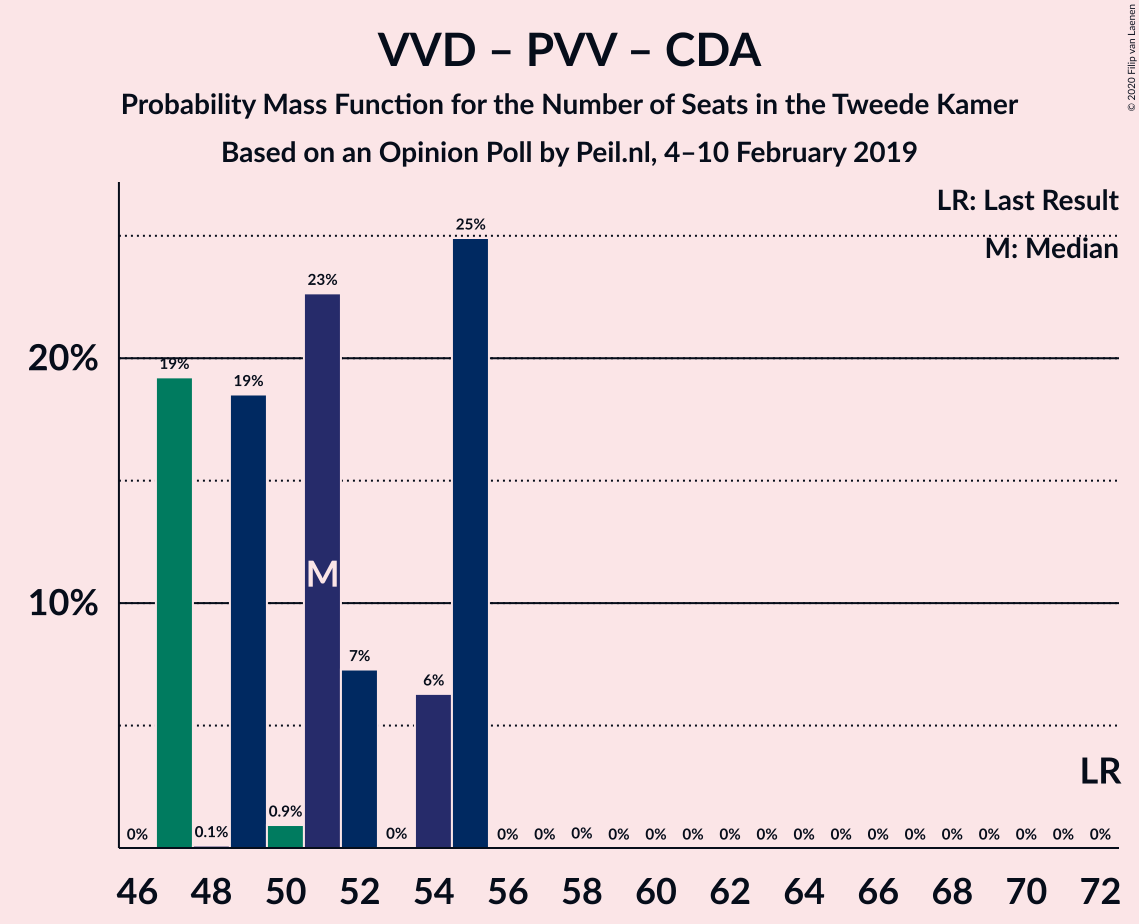 VVD – PVV – CDA
Probability Mass Function for the Number of Seats in the Tweede Kamer
Based on an Opinion Poll by Peil.nl, 4–10 February 2019
© 2020 Filip van Laenen
LR: Last Result
M: Median
20%
10%
0% 19% 0.1% 19% 0.9% 23% 7% 0% 6% 25% 0% 0% 0% 0% 0% 0% 0% 0% 0% 0% 0% 0% 0% 0% 0% 0% 0%
M
LR
46 48 50 52 54 56 58 60 62 64 66 68 70 72